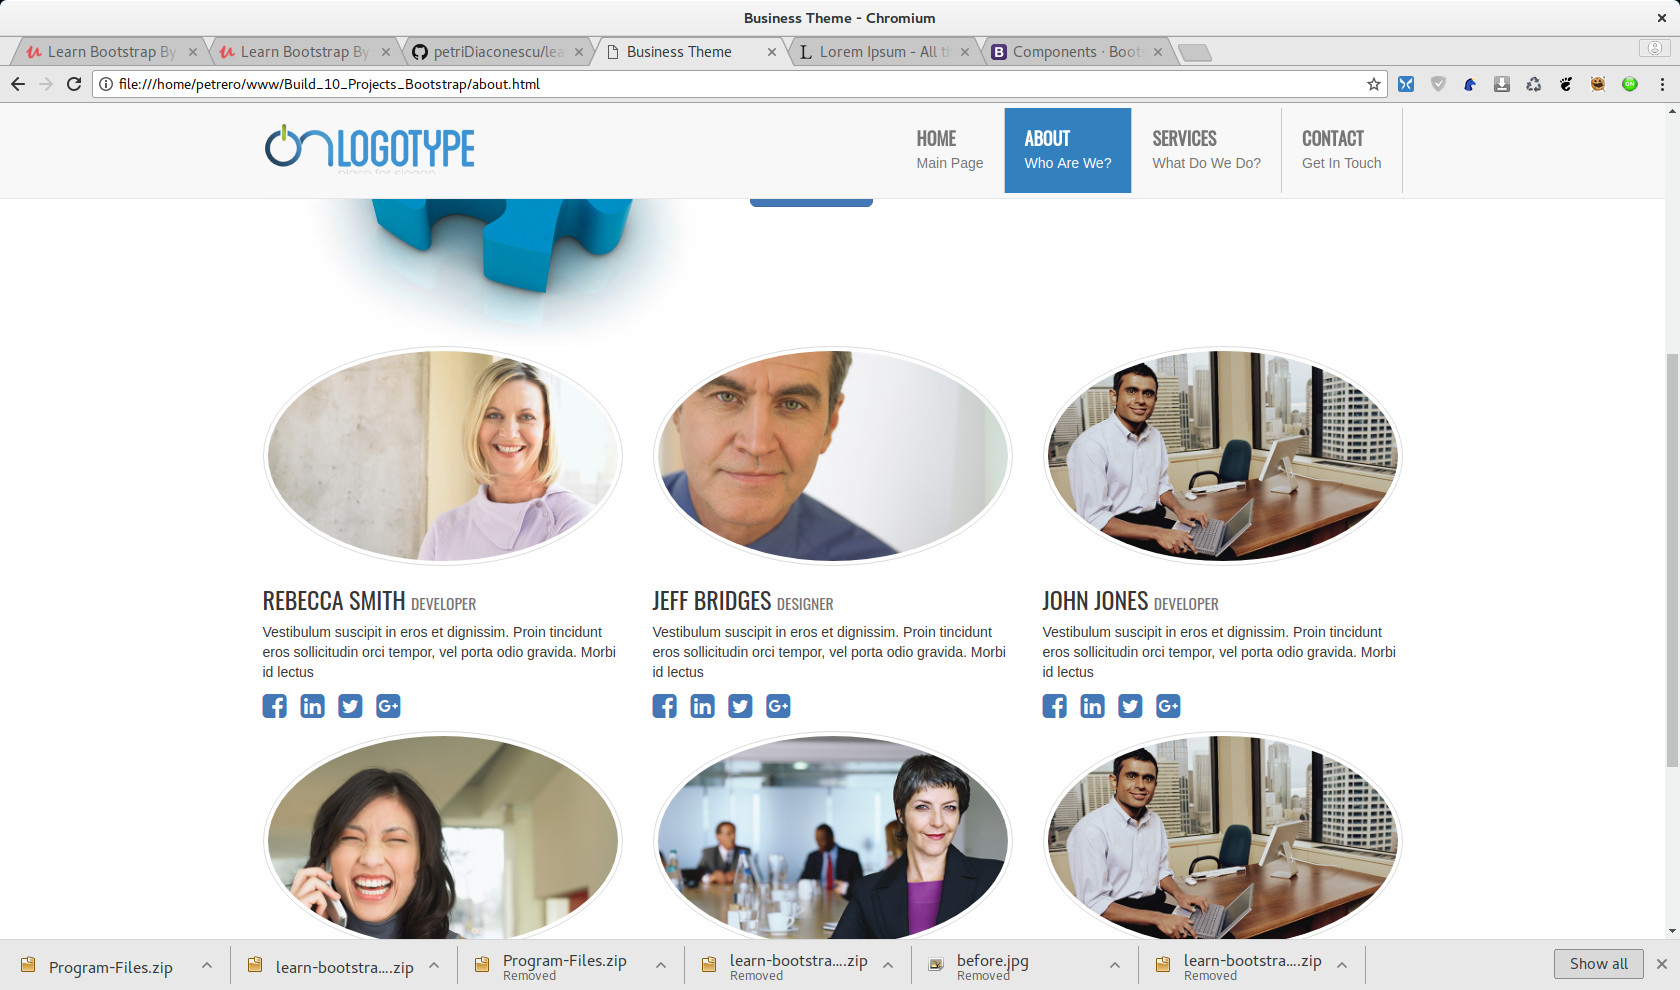 Business Theme - Chromium
Learn Bootstrap By
Learn Bootstrap By
petriDiaconescu/lea
Business Theme
Lorem Ipsum - All t
Components · Boots
file:///home/petrero/www/Build_10_Projects_Bootstrap/about.html
LOGOTYPE
place for slogan
HOME
Main Page
ABOUT
Who Are We?
SERVICES
What Do We Do?
CONTACT
Get In Touch
REBECCA SMITH DEVELOPER
Vestibulum suscipit in eros et dignissim. Proin tincidunt
eros sollicitudin orci tempor, vel porta odio gravida. Morbi
id lectus
JEFF BRIDGES DESIGNER
Vestibulum suscipit in eros et dignissim. Proin tincidunt
eros sollicitudin orci tempor, vel porta odio gravida. Morbi
id lectus
JOHN JONES DEVELOPER
Vestibulum suscipit in eros et dignissim. Proin tincidunt
eros sollicitudin orci tempor, vel porta odio gravida. Morbi
id lectus
Program-Files.zip
learn-bootstra....zip
Program-Files.zip
Removed
learn-bootstra....zip
Removed
before.jpg
Removed
learn-bootstra....zip
Removed
Show all